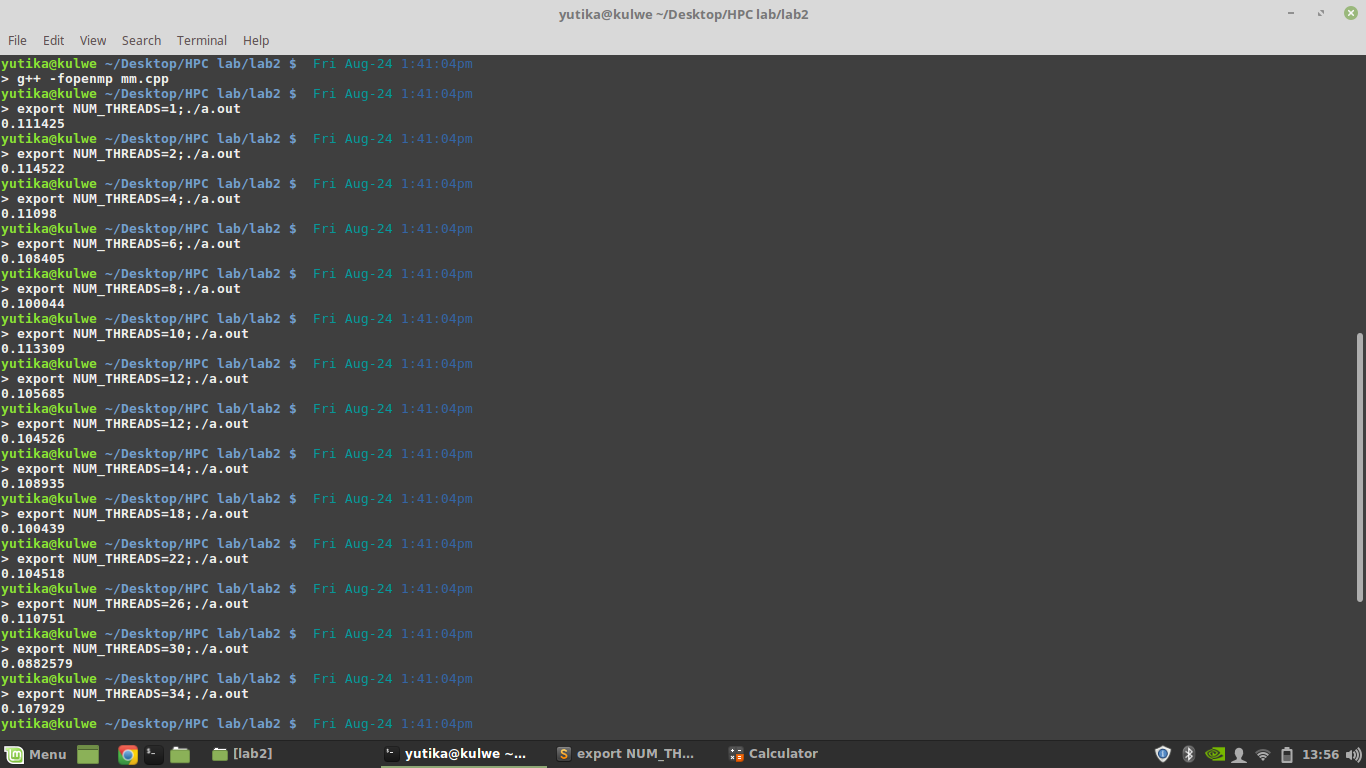 yutika@kulwe ~/Desktop/HPC lab/lab2
File Edit View Search Terminal Help
yutika@kulwe ~/Desktop/HPC lab/lab2 $ Fri Aug-24 1:41:04pm
> g++ -fopenmp mm.cpp
yutika@kulwe ~/Desktop/HPC lab/lab2 $ Fri Aug-24 1:41:04pm
> export NUM_THREADS=1;./a.out
0.111425
yutika@kulwe ~/Desktop/HPC lab/lab2 $ Fri Aug-24 1:41:04pm
> export NUM_THREADS=2;./a.out
0.114522
yutika@kulwe ~/Desktop/HPC lab/lab2 $ Fri Aug-24 1:41:04pm
> export NUM_THREADS=4;./a.out
0.11098
yutika@kulwe ~/Desktop/HPC lab/lab2 $ Fri Aug-24 1:41:04pm
> export NUM_THREADS=6;./a.out
0.108405
yutika@kulwe ~/Desktop/HPC lab/lab2 $ Fri Aug-24 1:41:04pm
> export NUM_THREADS=8;./a.out
0.100044
yutika@kulwe ~/Desktop/HPC lab/lab2 $ Fri Aug-24 1:41:04pm
> export NUM_THREADS=10;./a.out
0.113309
yutika@kulwe ~/Desktop/HPC lab/lab2 $ Fri Aug-24 1:41:04pm
> export NUM_THREADS=12;./a.out
0.105685
yutika@kulwe ~/Desktop/HPC lab/lab2 $ Fri Aug-24 1:41:04pm
> export NUM_THREADS=12;./a.out
0.104526
yutika@kulwe ~/Desktop/HPC lab/lab2 $ Fri Aug-24 1:41:04pm
> export NUM_THREADS=14;./a.out
0.108935
yutika@kulwe ~/Desktop/HPC lab/lab2 $ Fri Aug-24 1:41:04pm
> export NUM_THREADS=18;./a.out
0.100439
yutika@kulwe ~/Desktop/HPC lab/lab2 $ Fri Aug-24 1:41:04pm
> export NUM_THREADS=22;./a.out
0.104518
yutika@kulwe ~/Desktop/HPC lab/lab2 $ Fri Aug-24 1:41:04pm
> export NUM_THREADS=26;./a.out
0.110751
yutika@kulwe ~/Desktop/HPC lab/lab2 $ Fri Aug-24 1:41:04pm
> export NUM_THREADS=30;./a.out
0.0882579
yutika@kulwe ~/Desktop/HPC lab/lab2 $ Fri Aug-24 1:41:04pm
> export NUM_THREADS=34;./a.out
0.107929
yutika@kulwe ~/Desktop/HPC lab/lab2 $ Fri Aug-24 1:41:04pm
Menu [lab2] yutika@kulwe ~... export NUM_TH... Calculator 13:56